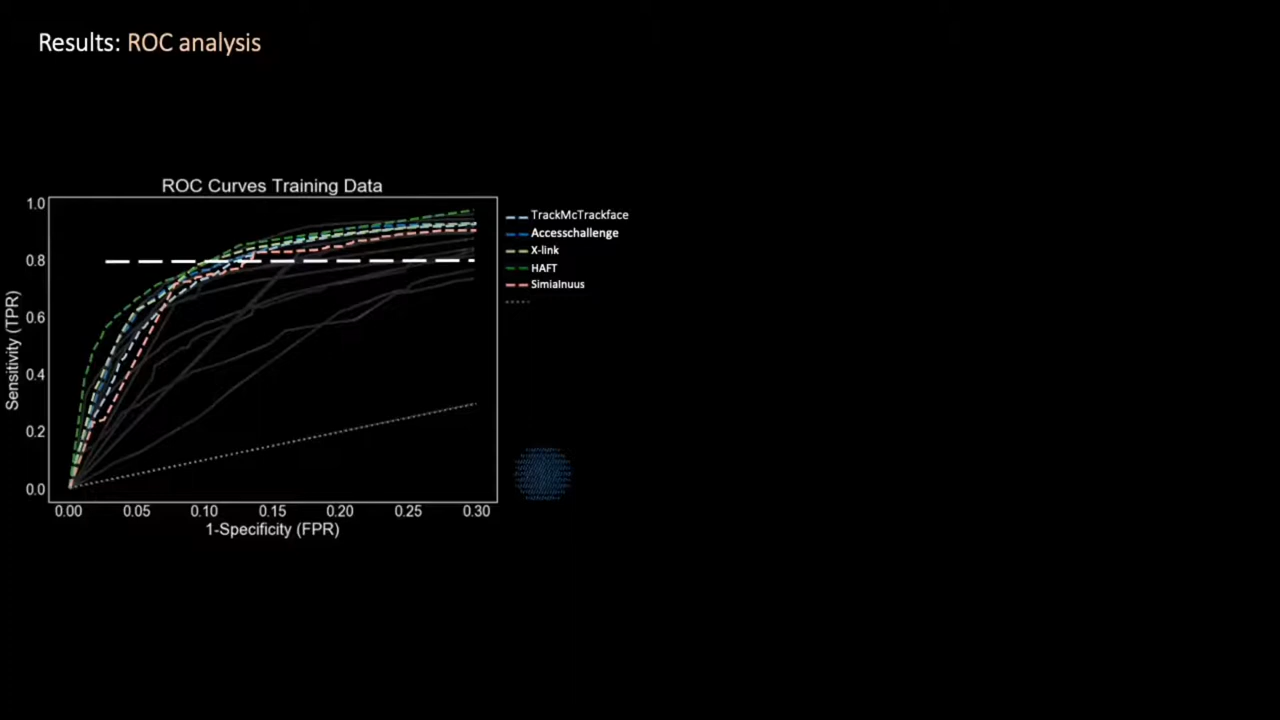 Results: ROC analysis
ROC Curves Training Data
1.0
0.8
0.6
0.4
0.2
0.0
Sensitivity (TPR)
0.00 0.05 0.10 0.15 0.20 0.25 0.30
1-Specificity (FPR)
TrackMcTrackface
Accesschallenge
X-link
HAFT
Simialnuus